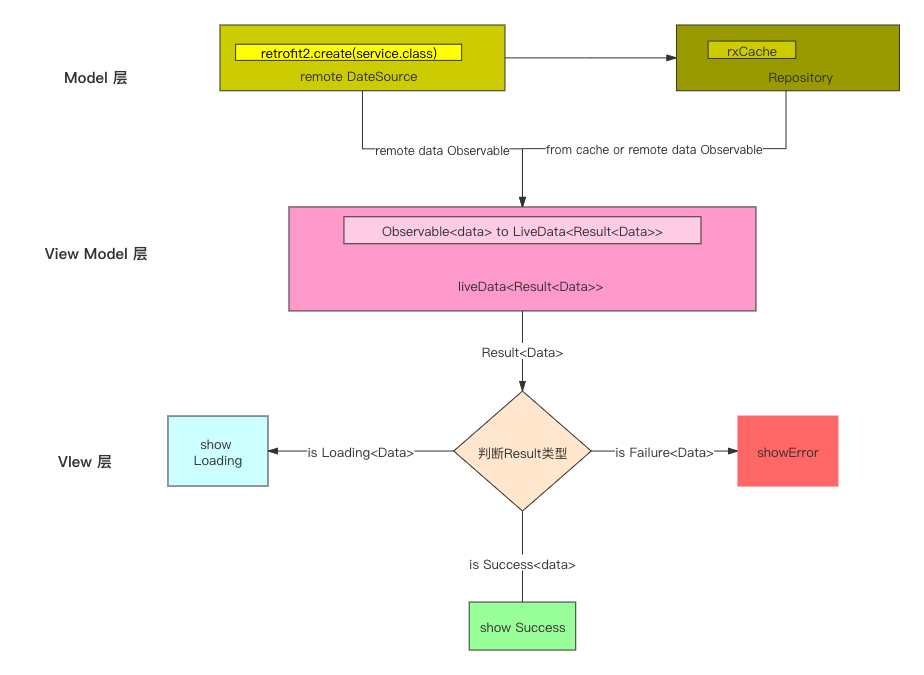 retrofit2.create(service.class)
rxCache
Model 层
remote DateSource
Repository
remote data Observable
from cache or remote data Observable
Observable<data> to LiveData<Result<Data>>
View Model 层
liveData<Result<Data>>
Result<Data>
show
Loading
is Loading<Data>
判断Result类型
is Failure<Data>
showError
VIew 层
is Success<data>
show Success